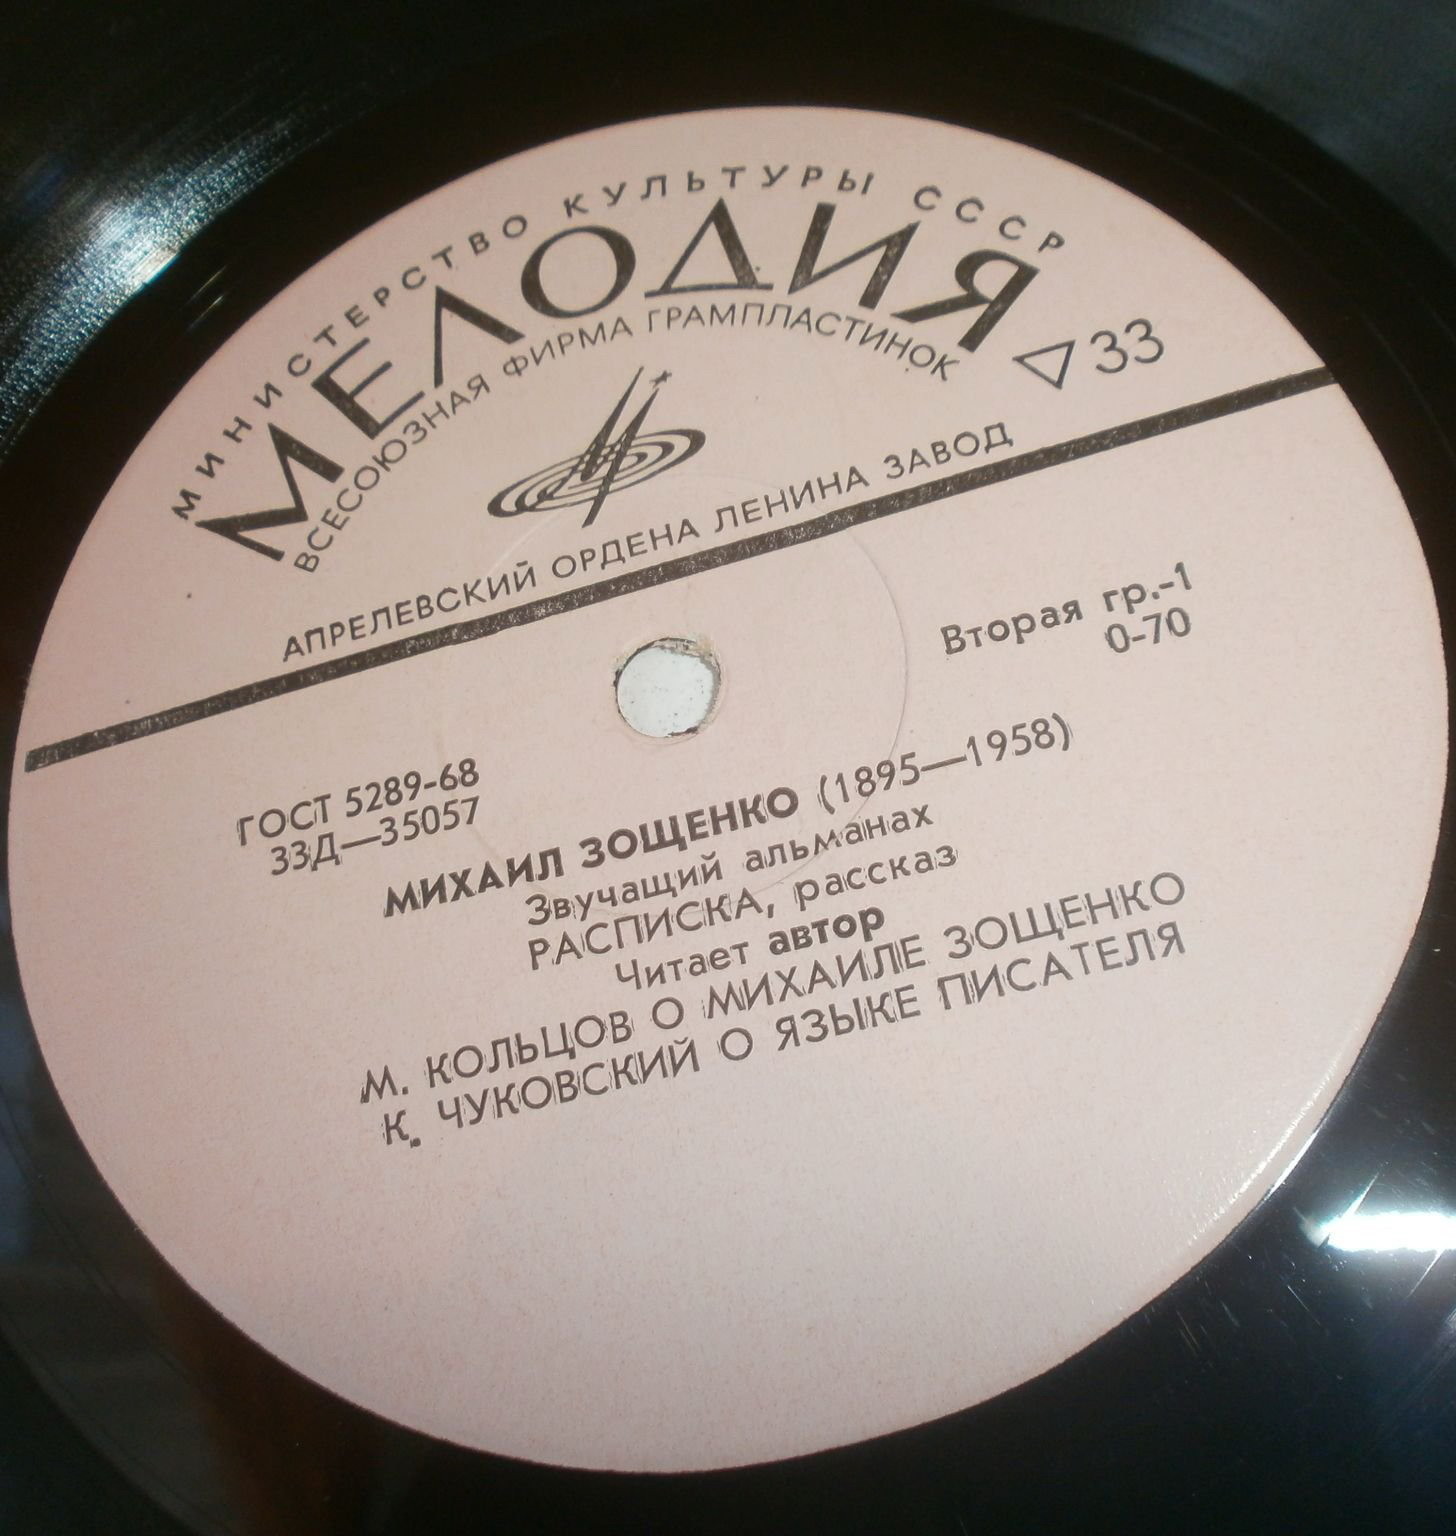 МИНИСТЕРСТВО КУЛЬТУРЫ СССР
МЕЛОДИЯ
ВСЕСОЮЗНАЯ ФИРМА ГРАМПЛАСТИНОК
33
АПРЕЛЕВСКИЙ ОРДЕНА ЛЕНИНА ЗАВОД
Вторая гр.-1
0-70
ГОСТ 5289-68
33Д—35057
МИХАИЛ ЗОЩЕНКО (1895—1958)
Звучащий альманах
РАСПИСКА, рассказ
Читает автор
М. КОЛЬЦОВ О МИХАИЛЕ ЗОЩЕНКО
К. ЧУКОВСКИЙ О ЯЗЫКЕ ПИСАТЕЛЯ